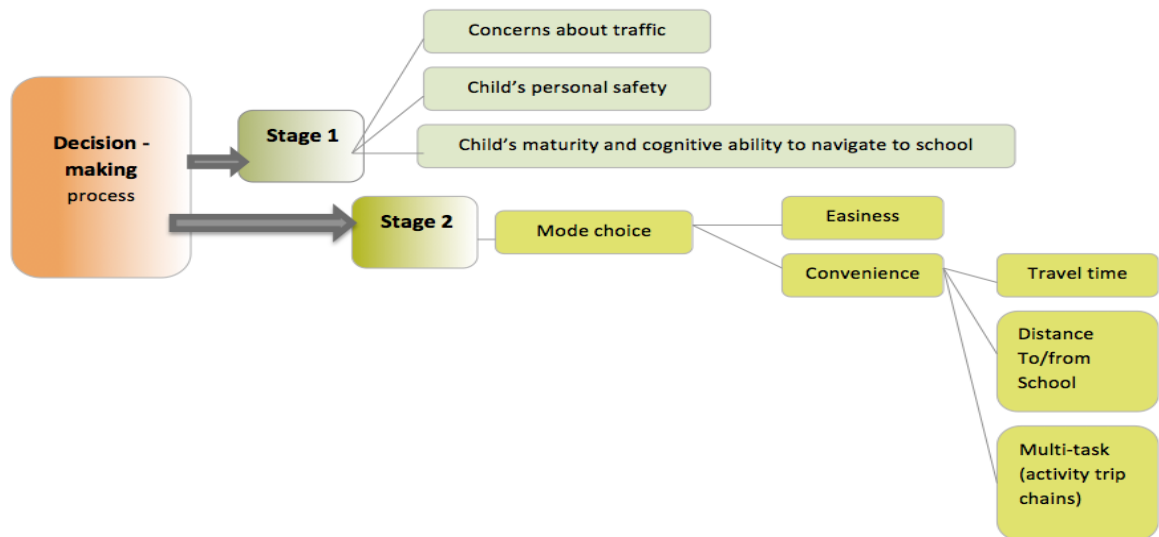 Concerns about traffic
Child's personal safety
Decision -
making
process
Stage 1
Child's maturity and cognitive ability to navigate to school
Stage 2
Mode choice
Easiness
Convenience
Travel time
Distance
To/from
School
Multi-task
(activity trip
chains)